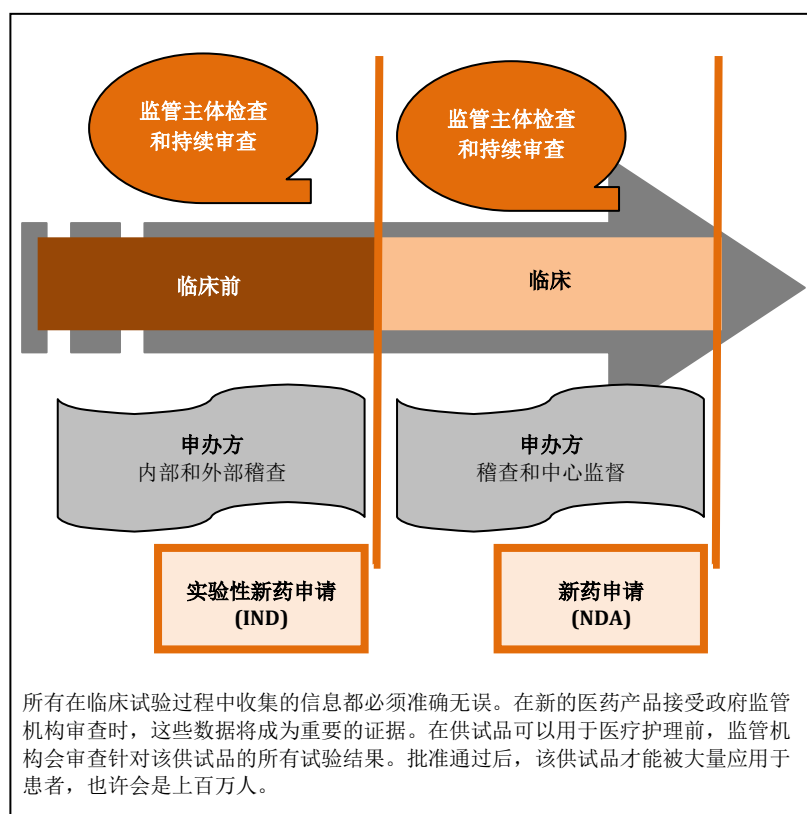 监管主体检查
和持续审查
监管主体检查
和持续审查
临床前
临床
申办方
内部和外部稽查
申办方
稽查和中心监督
实验性新药申请
(IND)
新药申请
(NDA)
所有在临床试验过程中收集的信息都必须准确无误。在新的医药产品接受政府监管
机构审查时，这些数据将成为重要的证据。在供试品可以用于医疗护理前，监管机
构会审查针对该供试品的所有试验结果。批准通过后，该供试品才能被大量应用于
患者，也许会是上百万人。